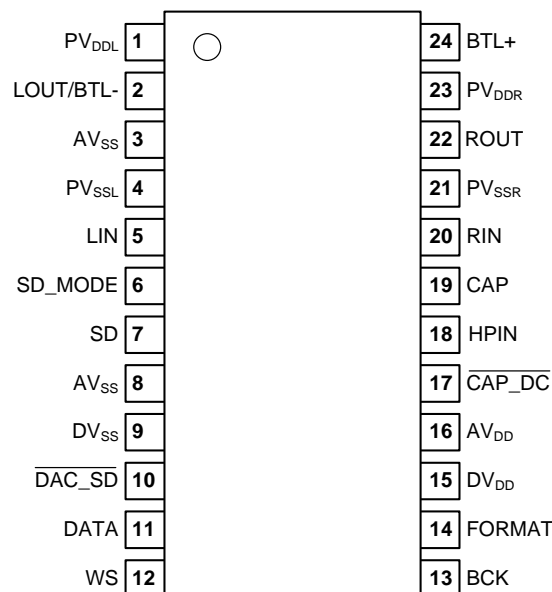 PVDDL 1 24 BTL+
LOUT/BTL- 2 23 PVDDR
AVSS 3 22 ROUT
PVSSL 4 21 PVSSR
LIN 5 20 RIN
SD_MODE 6 19 CAP
SD 7 18 HPIN
AVSS 8 17 CAP_DC
DVSS 9 16 AVDD
DAC_SD 10 15 DVDD
DATA 11 14 FORMAT
WS 12 13 BCK